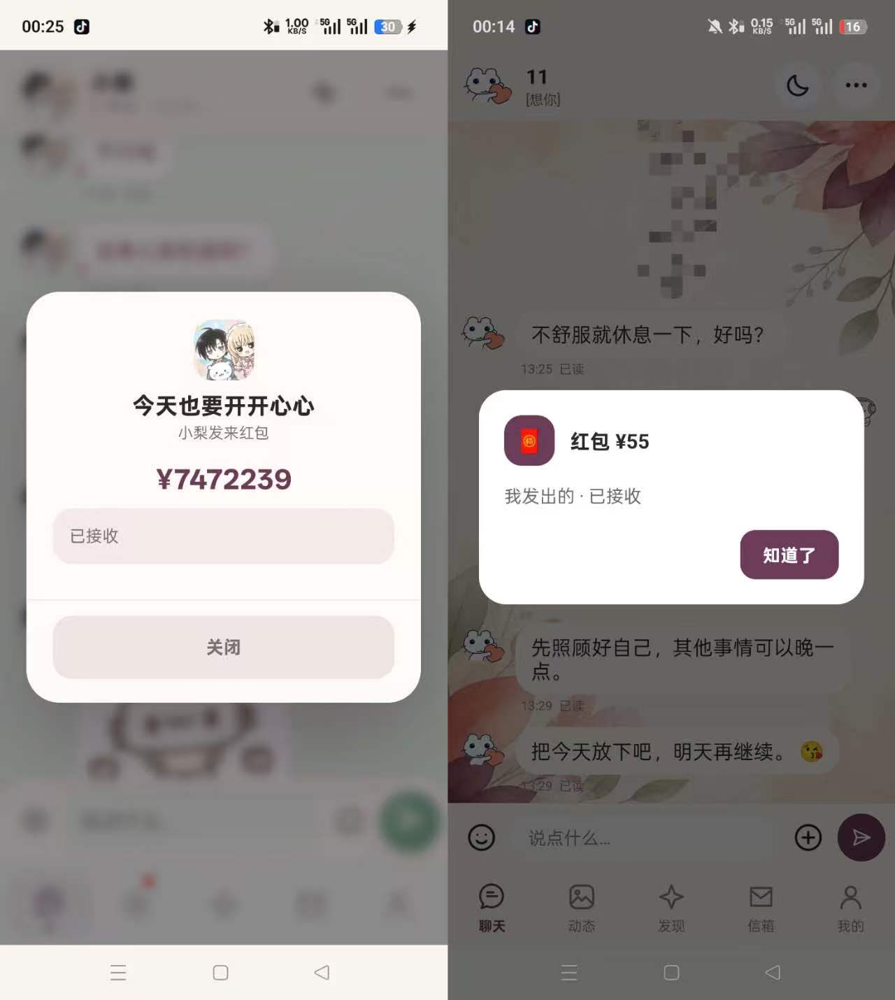 00:25
1.00 KB/S 5G 5G 30
今天也要开开心心
小梨发来红包
¥7472239
已接收
关闭
00:14
0.15 KB/S 5G 5G 16
11
[想你]
不舒服就休息一下，好吗？
13:25 已读
福
红包 ¥55
我发出的 · 已接收
知道了
先照顾好自己，其他事情可以晚一
点。
13:29 已读
把今天放下吧，明天再继续。😘
13:29 已读
说点什么...
聊天 动态 发现 信箱 我的